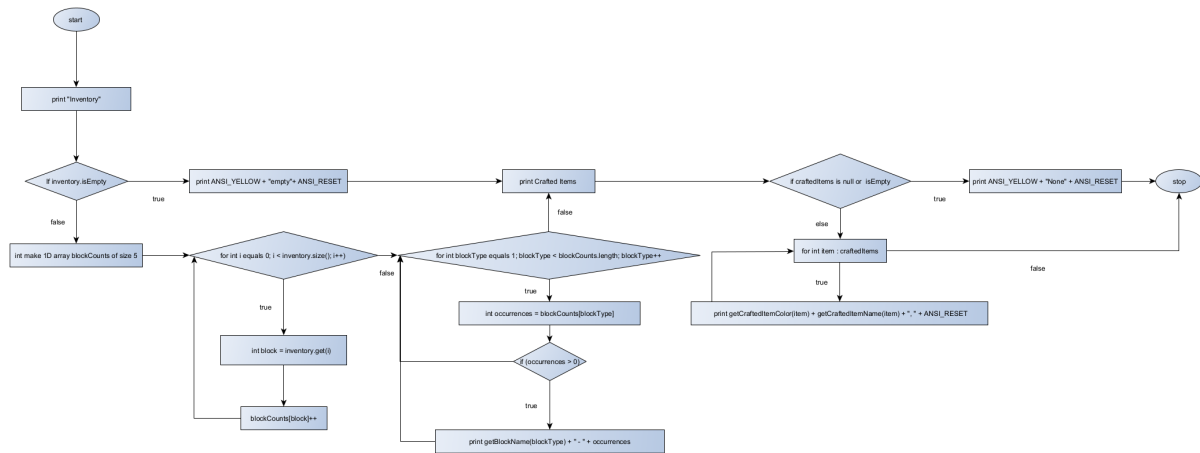 start
print "Inventory"
If inventory.isEmpty
true
print ANSI_YELLOW + "empty"+ ANSI_RESET
print Crafted Items
if craftedItems is null or isEmpty
true
print ANSI_YELLOW + "None" + ANSI_RESET
stop
false
int make 1D array blockCounts of size 5
for int i equals 0; i < inventory.size(); i++)
false
true
int block = inventory.get(i)
blockCounts[block]++
for int blockType equals 1; blockType < blockCounts.length; blockType++
false
true
int occurrences = blockCounts[blockType]
if (occurrences > 0)
true
print getBlockName(blockType) + " - " + occurrences
else
for int item : craftedItems
false
true
print getCraftedItemColor(item) + getCraftedItemName(item) + ", " + ANSI_RESET